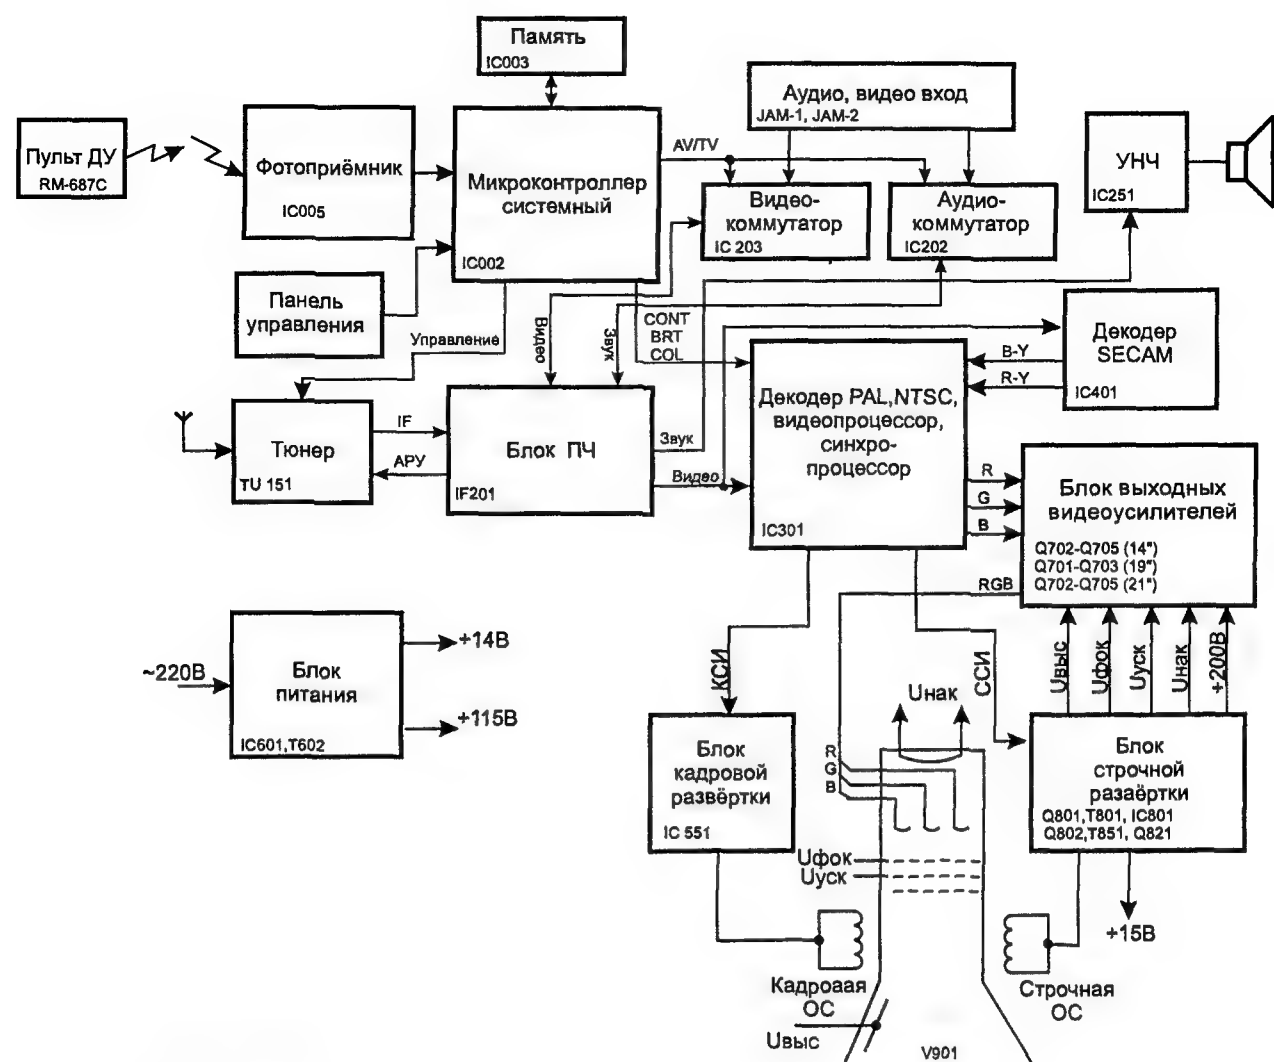 Память
IC003
Аудио, видео вход
JAM-1, JAM-2
Пульт ДУ
RM-687C
Фотоприёмник
IC005
Микроконтроллер
системный
IC002
AV/TV
Видео-
коммутатор
IC 203
Аудио-
коммутатор
IC202
УНЧ
IC251
Панель
управления
Управление
Видео
Звук
CONT
BRT
COL
Декодер
SECAM
IC401
B-Y
R-Y
Тюнер
TU 151
IF
АРУ
Блок ПЧ
IF201
Звук
Видео
Декодер PAL,NTSC,
видеопроцессор,
синхро-
процессор
IC301
R
G
B
Блок выходных
видеоусилителей
Q702-Q705 (14")
Q701-Q703 (19")
Q702-Q705 (21")
RGB
~220В
Блок
питания
IC601,T602
+14В
+115В
КСИ
ССИ
Uвыс
Uфок
Uуск
Uнак
+200В
Uнак
Блок
кадровой
развёртки
IC 551
R
G
B
Блок
строчной
разаёртки
Q801,T801, IC801
Q802,T851, Q821
Uфок
Uуск
+15В
Кадроаая
ОС
Строчная
ОС
Uвыс
V901